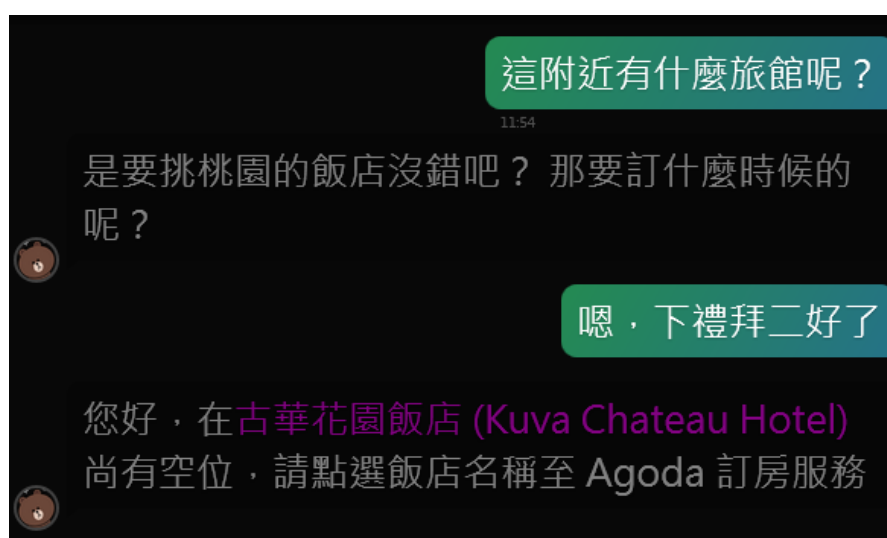 這附近有什麼旅館呢？
11:54
是要挑桃園的飯店沒錯吧？ 那要訂什麼時候的
呢？
嗯，下禮拜二好了
您好，在古華花園飯店 (Kuva Chateau Hotel)
尚有空位，請點選飯店名稱至 Agoda 訂房服務